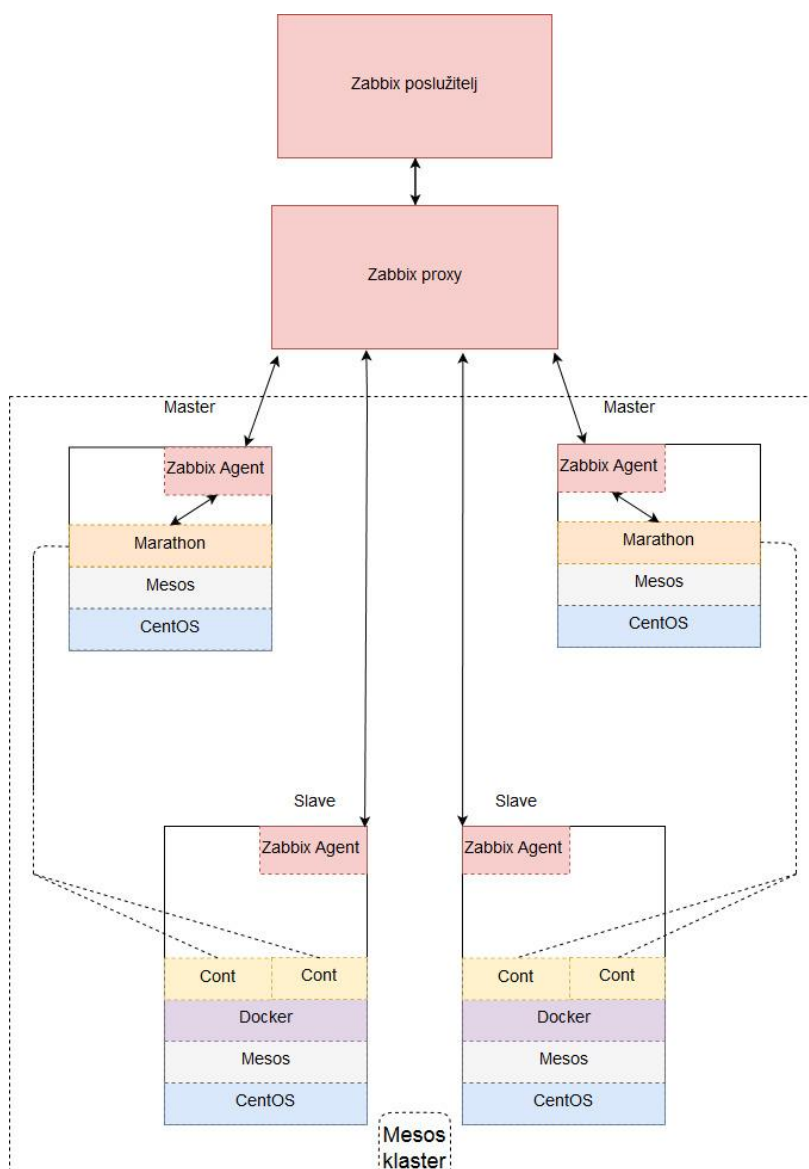 Zabbix poslužitelj
Zabbix proxy
Master
Master
Zabbix Agent
Marathon
Mesos
CentOS
Zabbix Agent
Marathon
Mesos
CentOS
Slave
Slave
Zabbix Agent
Cont
Cont
Docker
Mesos
CentOS
Zabbix Agent
Cont
Cont
Docker
Mesos
CentOS
Mesos
klaster